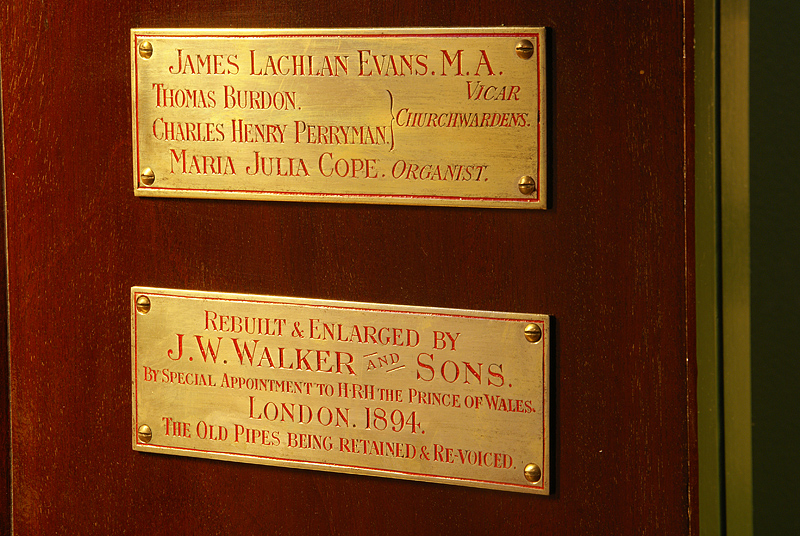 JAMES LACHLAN EVANS. M.A.
VICAR
THOMAS BURDON.
CHARLES HENRY PERRYMAN.
CHURCHWARDENS.
MARIA JULIA COPE. ORGANIST.
REBUILT & ENLARGED BY
J.W. WALKER AND SONS.
BY SPECIAL APPOINTMENT TO H·R·H THE PRINCE OF WALES.
LONDON. 1894.
THE OLD PIPES BEING RETAINED & RE-VOICED.